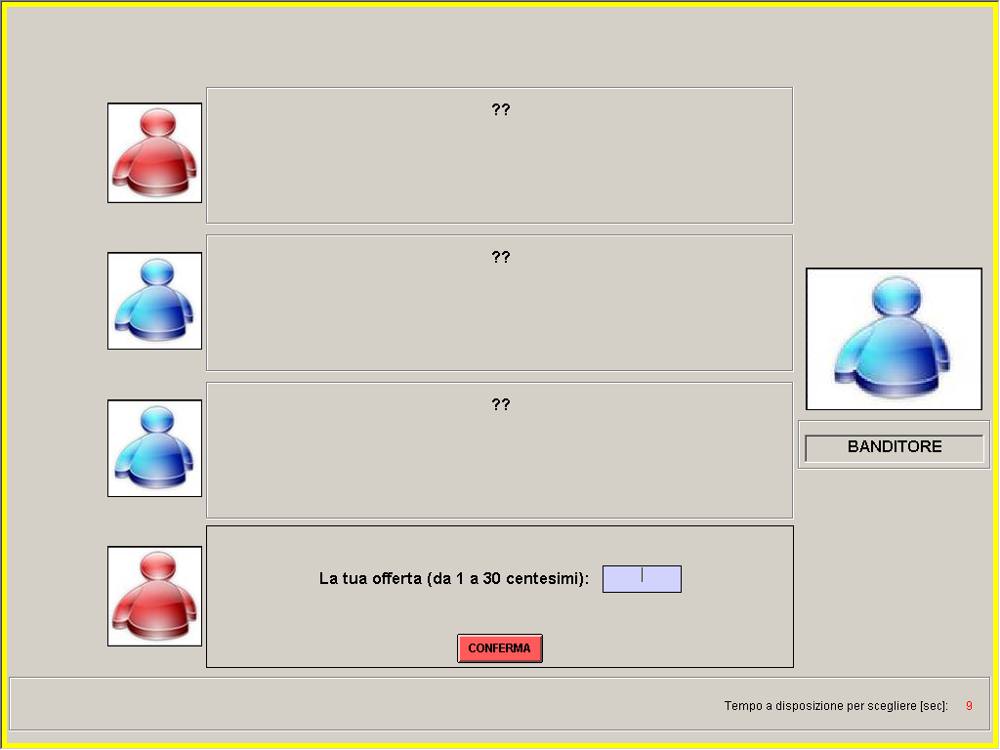 ??
??
??
BANDITORE
La tua offerta (da 1 a 30 centesimi):
CONFERMA
Tempo a disposizione per scegliere [sec]: 9